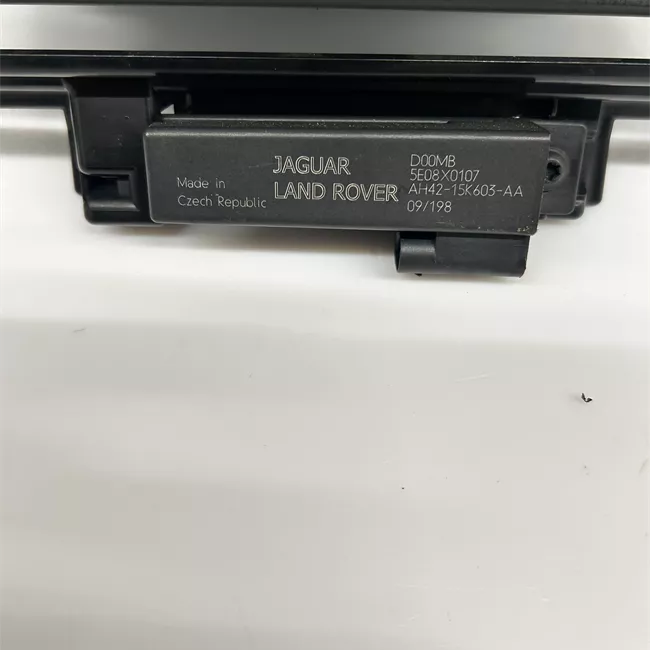 Made in
Czech Republic
JAGUAR
LAND ROVER
D00MB
5E08X0107
AH42-15K603-AA
09/198